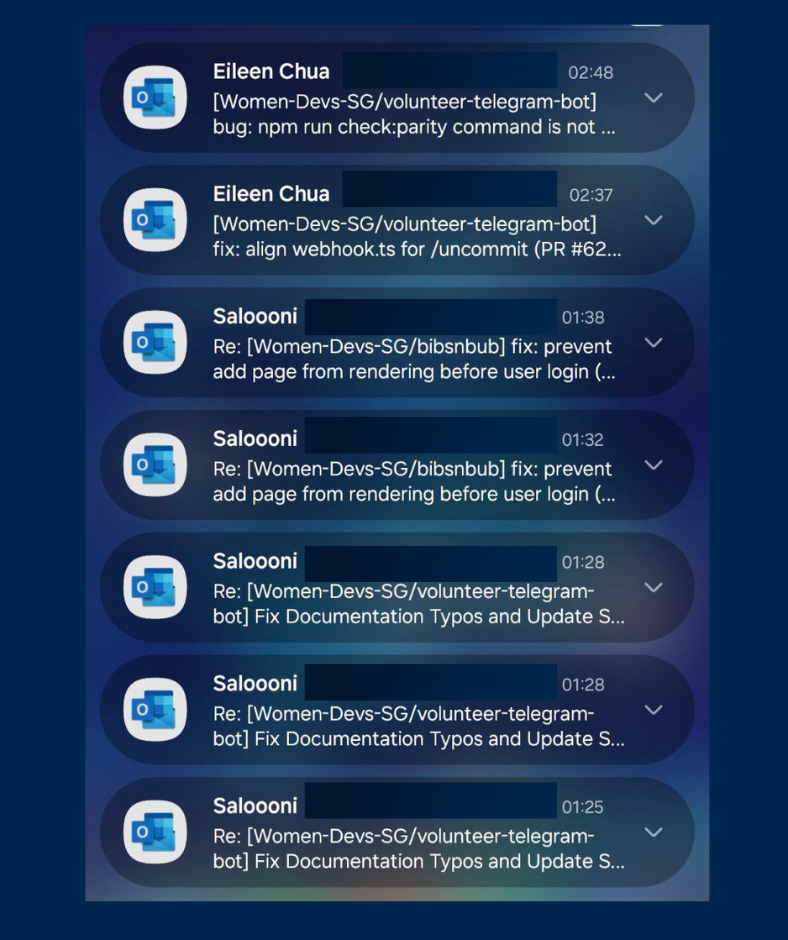 Eileen Chua 02:48
[Women-Devs-SG/volunteer-telegram-bot]
bug: npm run check:parity command is not ...
Eileen Chua 02:37
[Women-Devs-SG/volunteer-telegram-bot]
fix: align webhook.ts for /uncommit (PR #62...
Saloooni 01:38
Re: [Women-Devs-SG/bibsnbub] fix: prevent
add page from rendering before user login (...
Saloooni 01:32
Re: [Women-Devs-SG/bibsnbub] fix: prevent
add page from rendering before user login (...
Saloooni 01:28
Re: [Women-Devs-SG/volunteer-telegram-
bot] Fix Documentation Typos and Update S...
Saloooni 01:28
Re: [Women-Devs-SG/volunteer-telegram-
bot] Fix Documentation Typos and Update S...
Saloooni 01:25
Re: [Women-Devs-SG/volunteer-telegram-
bot] Fix Documentation Typos and Update S...